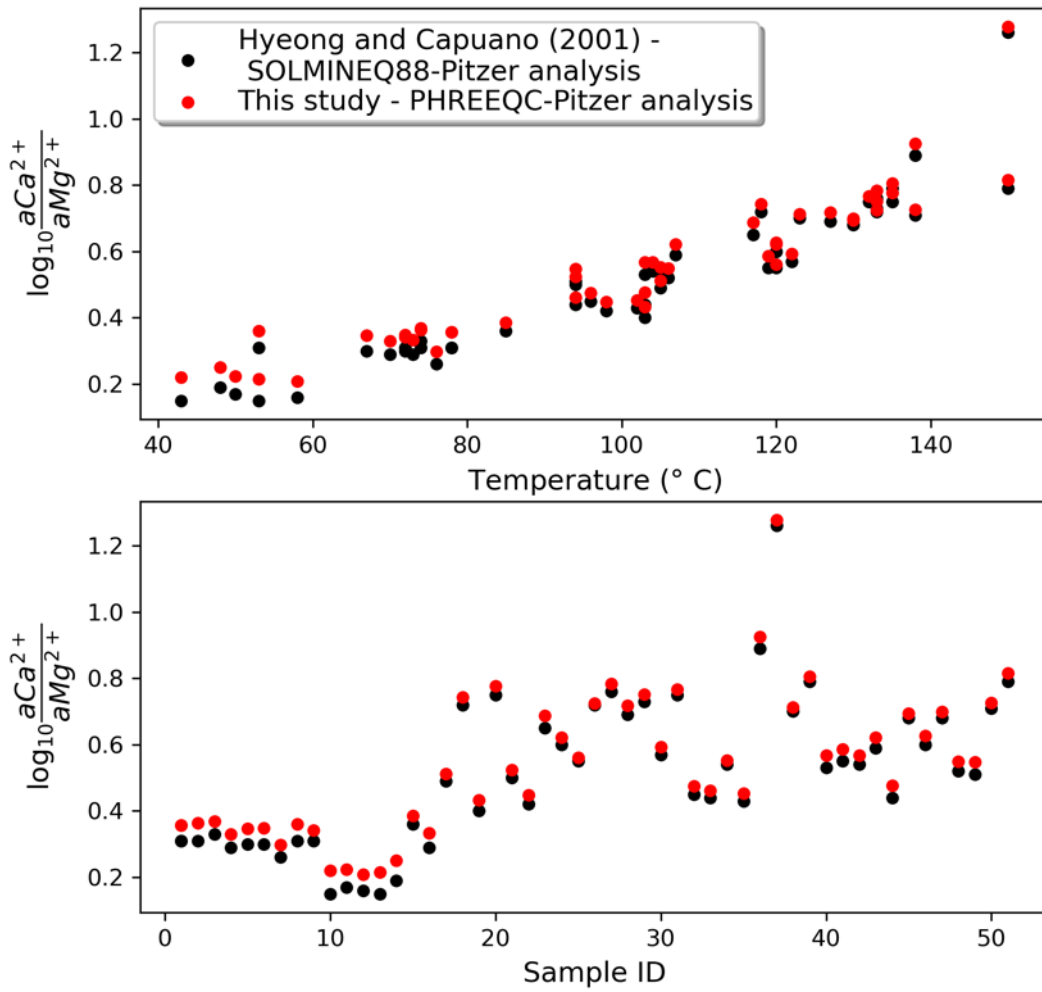 1.2
1.0
0.8
0.6
0.4
0.2
log10 aCa2+
aMg2+
Hyeong and Capuano (2001) -
SOLMINEQ88-Pitzer analysis
This study - PHREEQC-Pitzer analysis
40 60 80 100 120 140
Temperature (° C)
1.2
1.0
0.8
0.6
0.4
0.2
log10 aCa2+
aMg2+
0 10 20 30 40 50
Sample ID